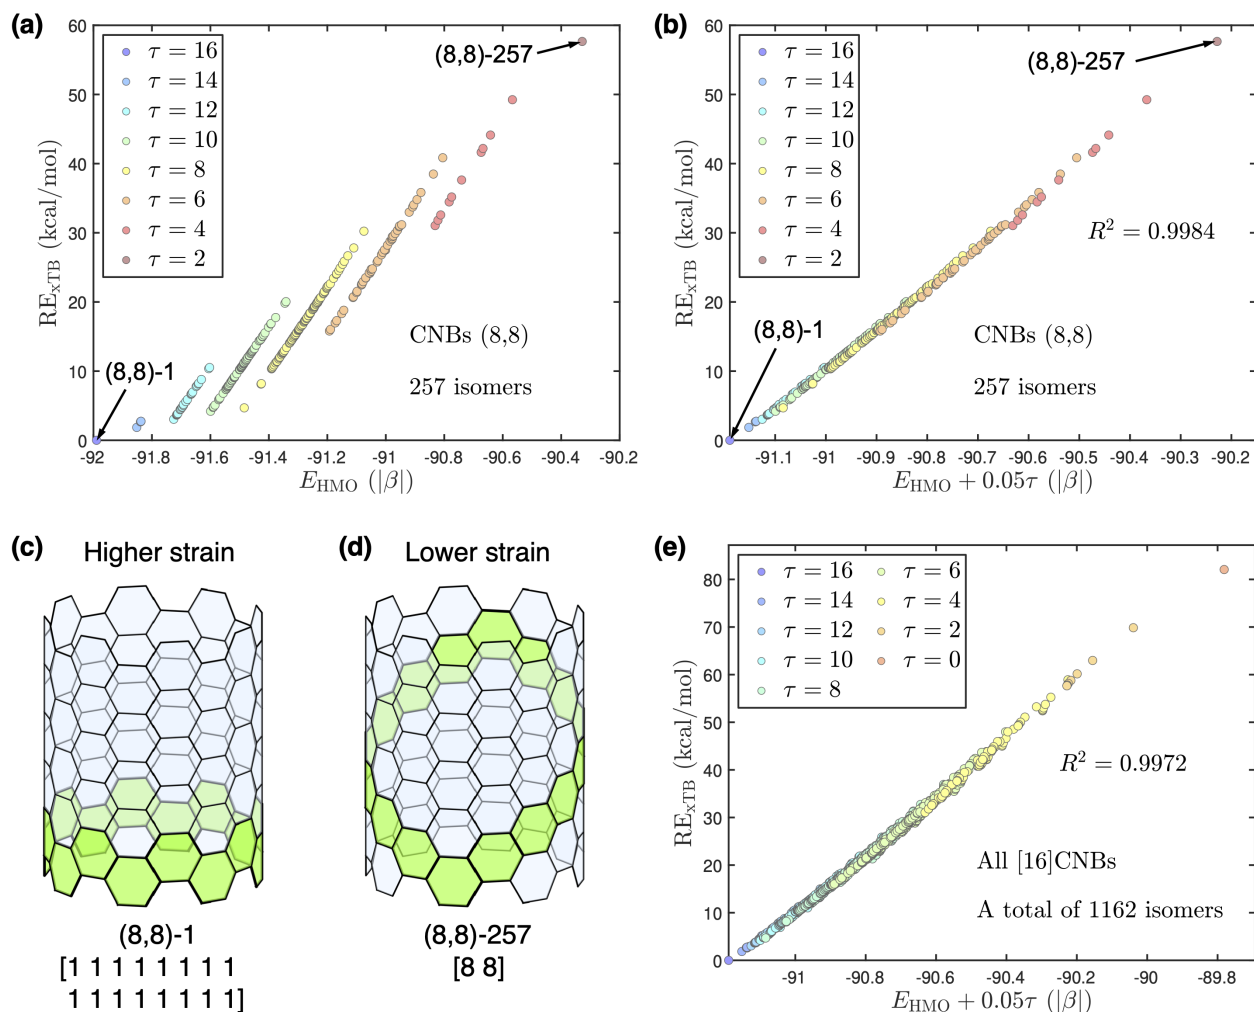 (a)
60
50
40
30
20
10
0
RE_xTB (kcal/mol)
τ = 16
τ = 14
τ = 12
τ = 10
τ = 8
τ = 6
τ = 4
τ = 2
(8,8)-257
(8,8)-1
CNBs (8,8)
257 isomers
-92 -91.8 -91.6 -91.4 -91.2 -91 -90.8 -90.6 -90.4 -90.2
E_HMO (|β|)
(b)
60
50
40
30
20
10
0
RE_xTB (kcal/mol)
τ = 16
τ = 14
τ = 12
τ = 10
τ = 8
τ = 6
τ = 4
τ = 2
(8,8)-257
R² = 0.9984
(8,8)-1
CNBs (8,8)
257 isomers
-91.1 -91 -90.9 -90.8 -90.7 -90.6 -90.5 -90.4 -90.3 -90.2
E_HMO + 0.05τ (|β|)
(c) Higher strain
(8,8)-1
[1 1 1 1 1 1 1 1
1 1 1 1 1 1 1 1]
(d) Lower strain
(8,8)-257
[8 8]
(e)
80
70
60
50
40
30
20
10
0
RE_xTB (kcal/mol)
τ = 16 τ = 6
τ = 14 τ = 4
τ = 12 τ = 2
τ = 10 τ = 0
τ = 8
R² = 0.9972
All [16]CNBs
A total of 1162 isomers
-91 -90.8 -90.6 -90.4 -90.2 -90 -89.8
E_HMO + 0.05τ (|β|)